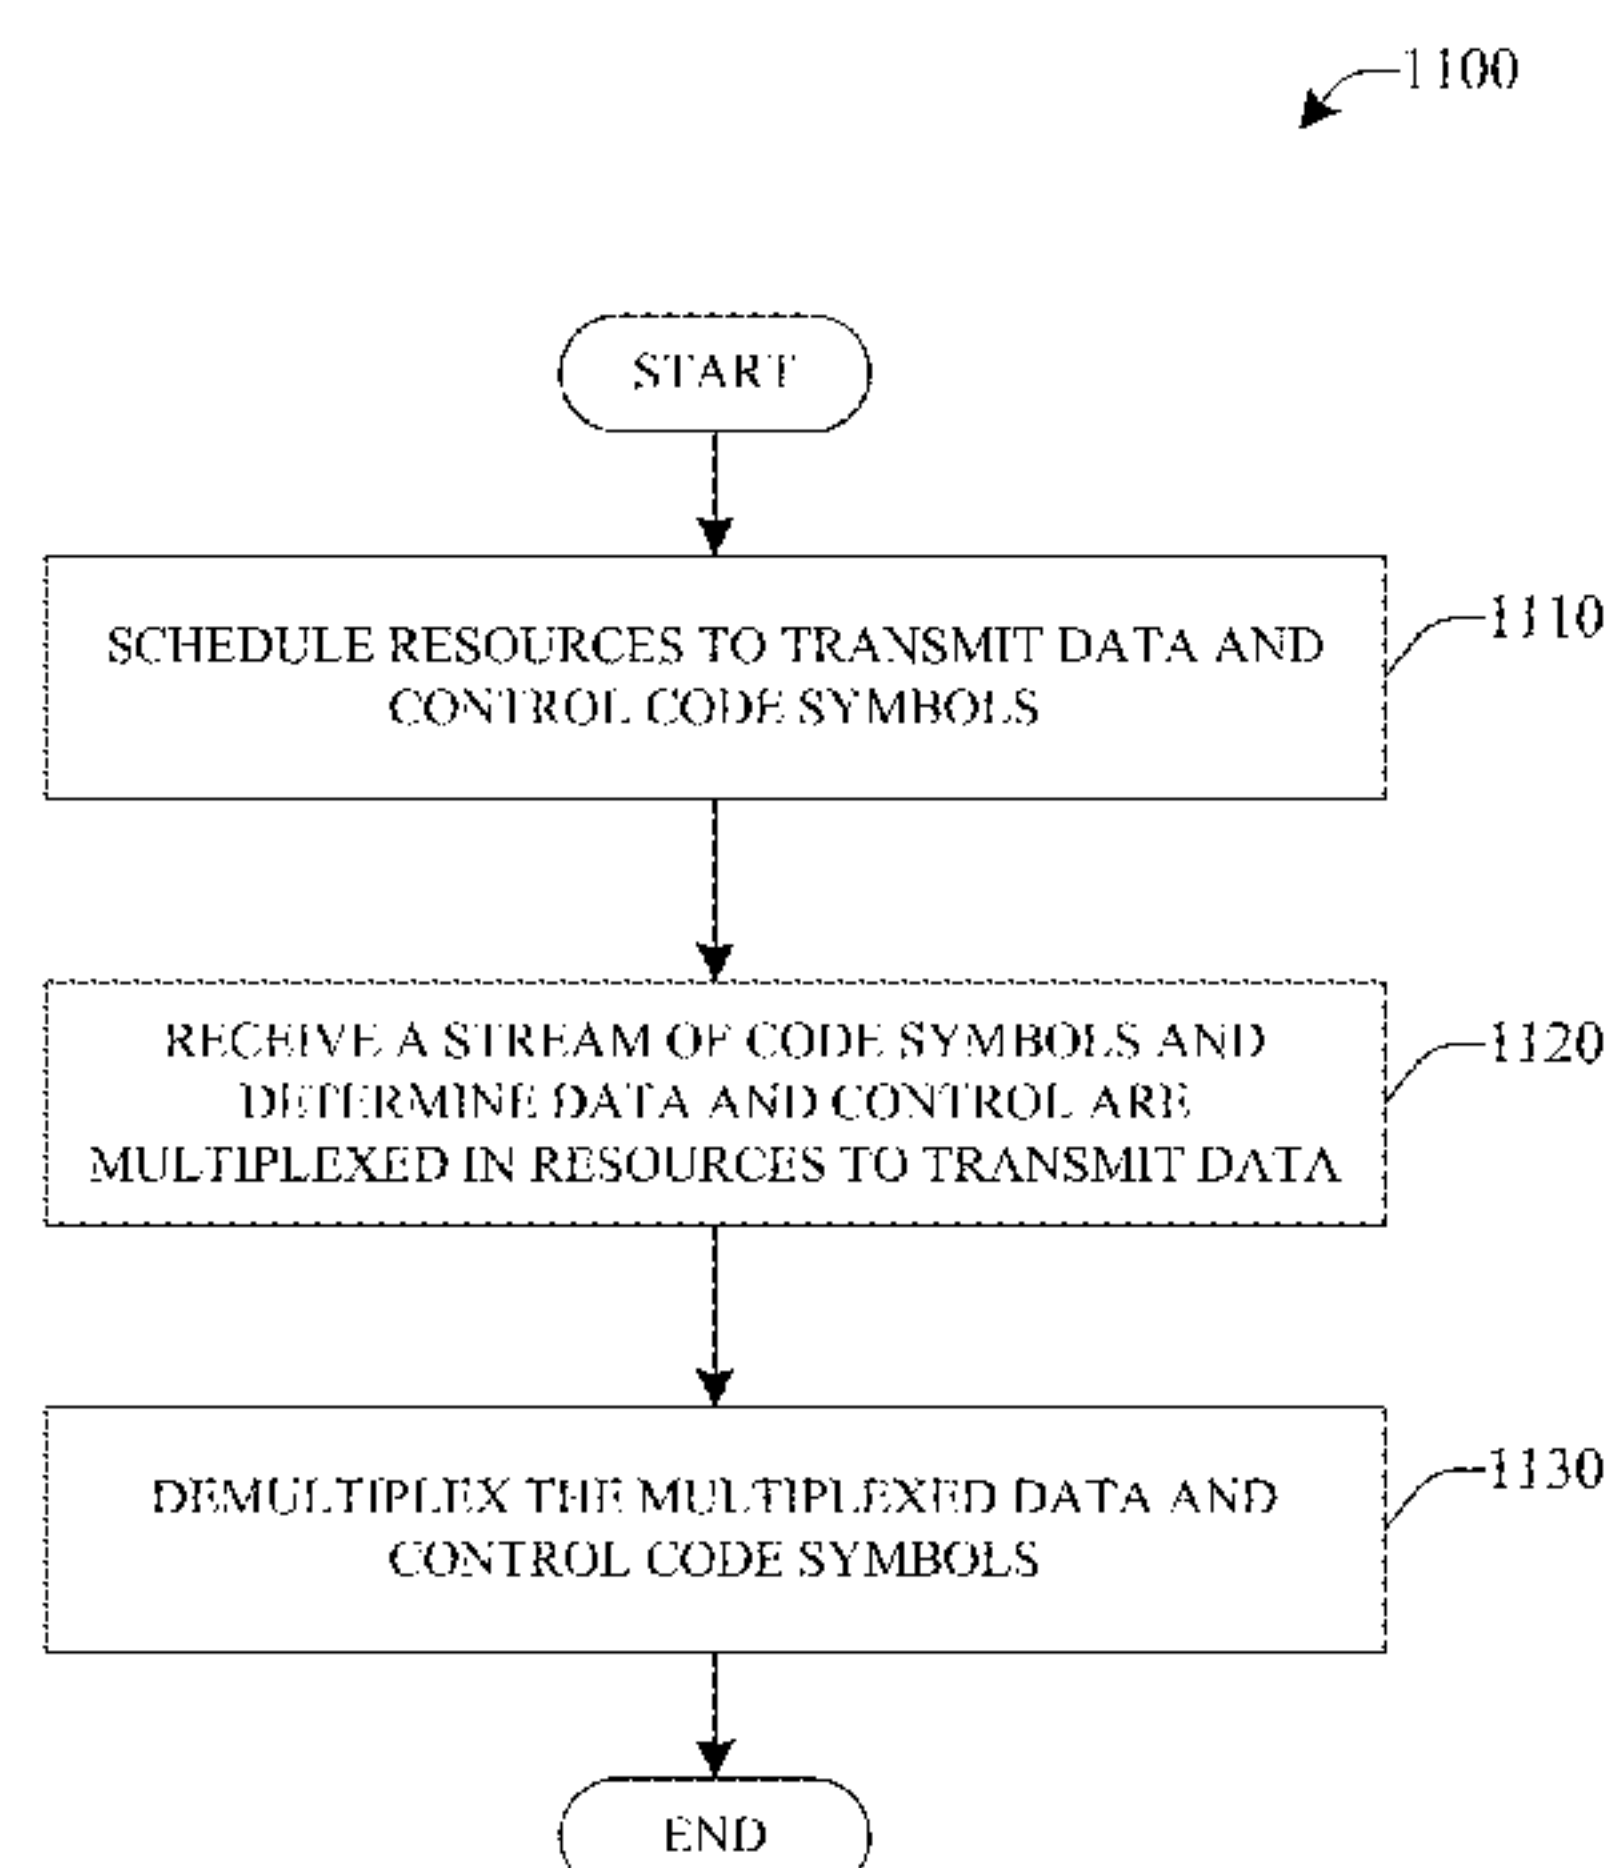 1100
START
SCHEDULE RESOURCES TO TRANSMIT DATA AND
CONTROL CODE SYMBOLS
1110
RECEIVE A STREAM OF CODE SYMBOLS AND
DETERMINE DATA AND CONTROL ARE
MULTIPLEXED IN RESOURCES TO TRANSMIT DATA
1120
DEMULTIPLEX THE MULTIPLEXED DATA AND
CONTROL CODE SYMBOLS
1130
END